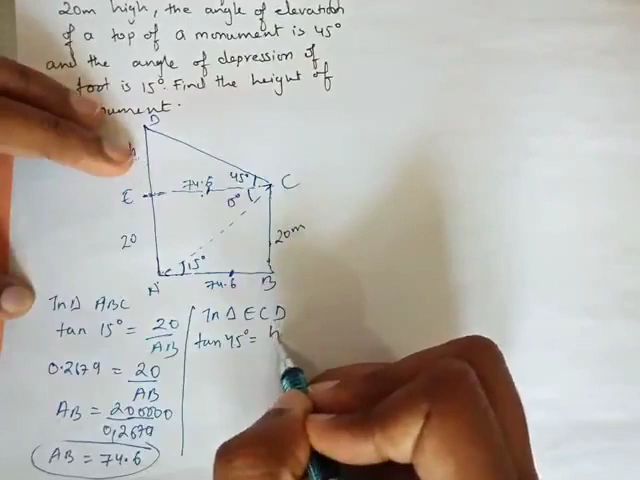 20m high, the angle of elevation
of a top of a monument is 45°
and the angle of depression of
foot is 15°. Find the height of
D
E
74.6
45°
C
20
20m
15°
74.6
B
In Δ ABC
tan 15° = 20
AB
0.2679 = 20
AB
AB = 200000
0.2679
AB = 74.6
In Δ ECD
tan 45° = h